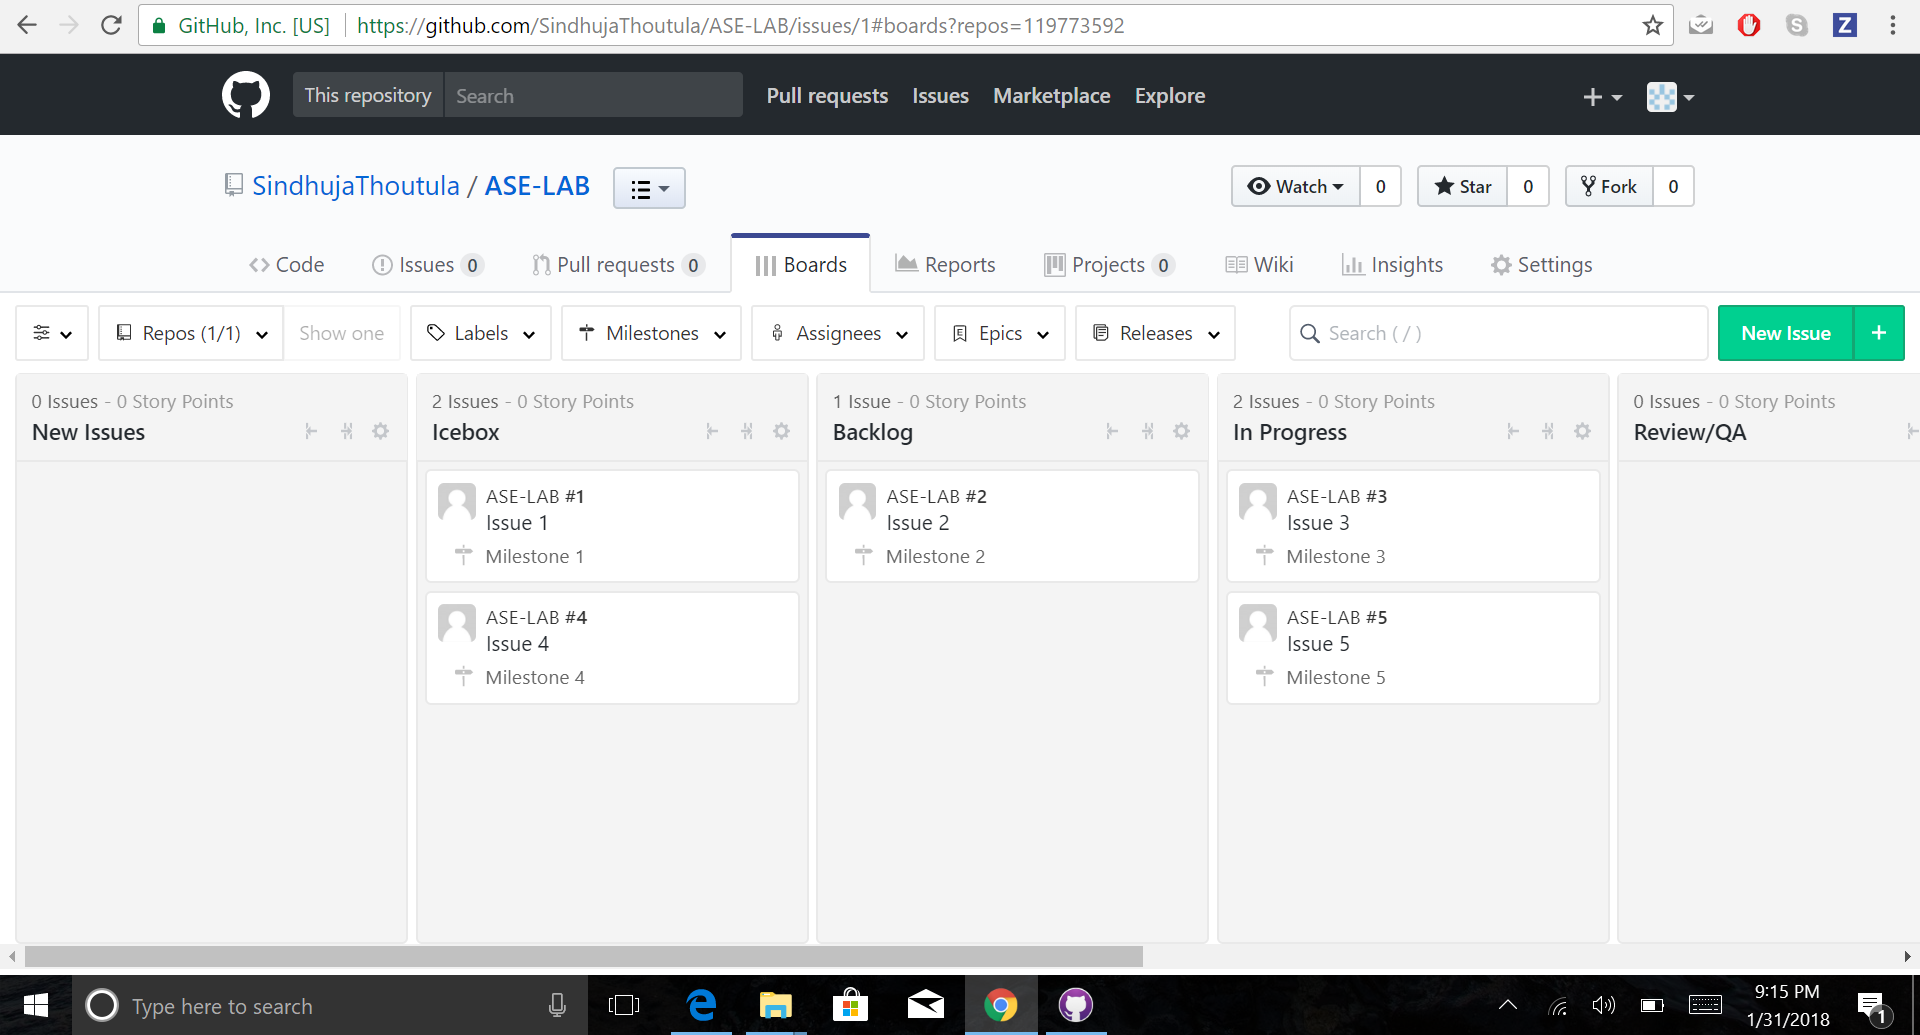 GitHub, Inc. [US] https://github.com/SindhujaThoutula/ASE-LAB/issues/1#boards?repos=119773592
Z
This repository Search Pull requests Issues Marketplace Explore
SindhujaThoutula / ASE-LAB Watch 0 Star 0 Fork 0
Code Issues 0 Pull requests 0 Boards Reports Projects 0 Wiki Insights Settings
Repos (1/1) Show one Labels Milestones Assignees Epics Releases Search ( / ) New Issue +
0 Issues - 0 Story Points
New Issues
2 Issues - 0 Story Points
Icebox
ASE-LAB #1
Issue 1
Milestone 1
ASE-LAB #4
Issue 4
Milestone 4
1 Issue - 0 Story Points
Backlog
ASE-LAB #2
Issue 2
Milestone 2
2 Issues - 0 Story Points
In Progress
ASE-LAB #3
Issue 3
Milestone 3
ASE-LAB #5
Issue 5
Milestone 5
0 Issues - 0 Story Points
Review/QA
Type here to search
9:15 PM
1/31/2018
1